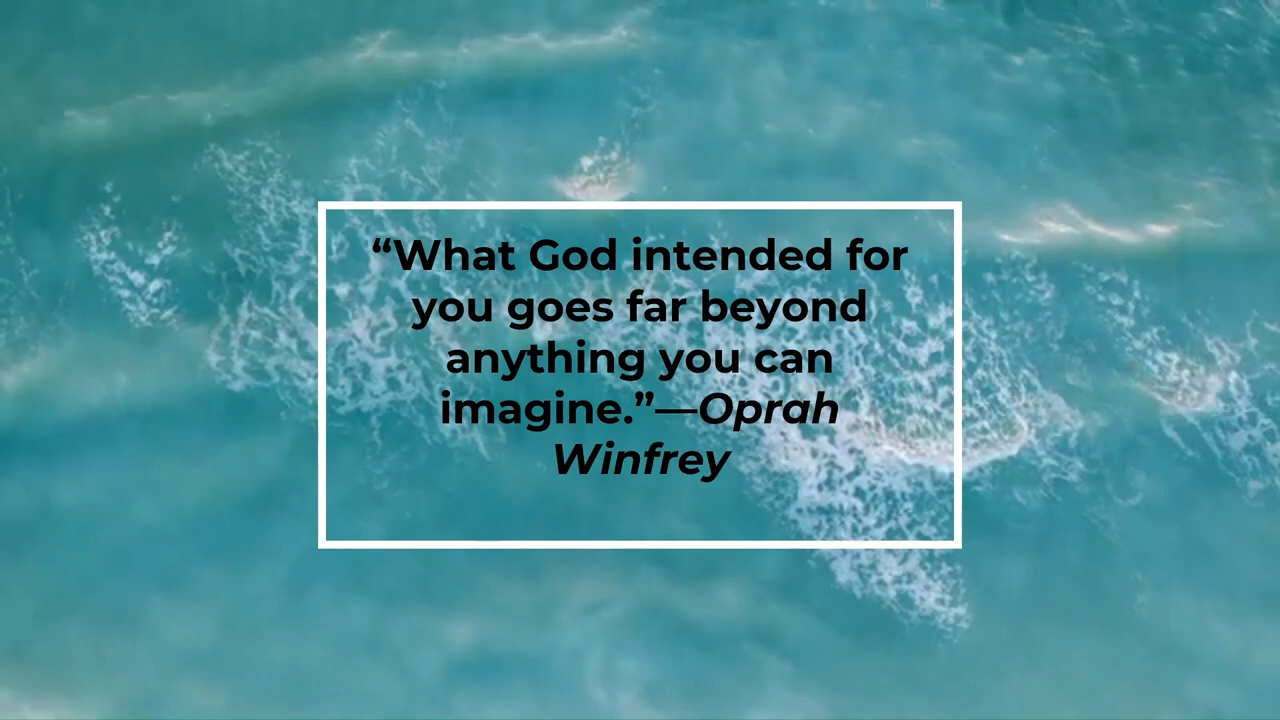 “What God intended for
you goes far beyond
anything you can
imagine.”—Oprah
Winfrey